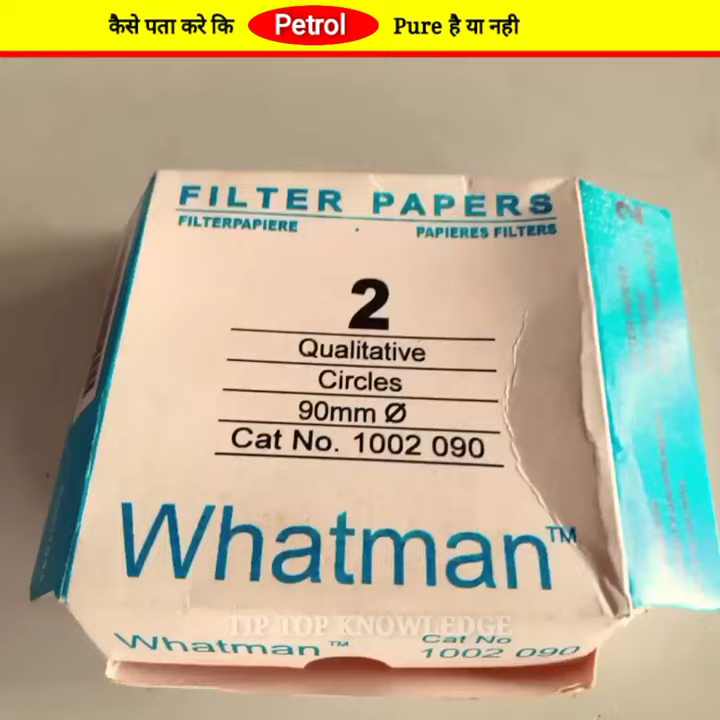 कैसे पता करे कि Petrol Pure है या नही
FILTER PAPERS
FILTERPAPIERE PAPIERES FILTERS
2
Qualitative
Circles
90mm Ø
Cat No. 1002 090
Whatman™
TIP TOP KNOWLEDGE
Whatman™ Cat No
1002 090
2